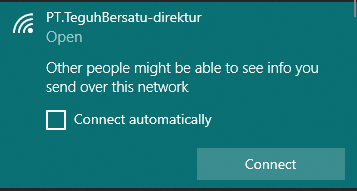 PT.TeguhBersatu-direktur
Open
Other people might be able to see info you
send over this network
Connect automatically
Connect